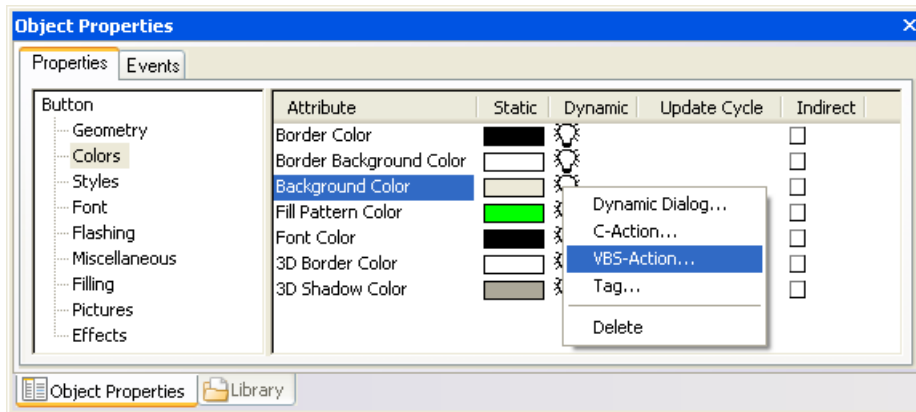 Object Properties
Properties Events
Button
Geometry
Colors
Styles
Font
Flashing
Miscellaneous
Filling
Pictures
Effects
Attribute Static Dynamic Update Cycle Indirect
Border Color
Border Background Color
Background Color
Fill Pattern Color
Font Color
3D Border Color
3D Shadow Color
Dynamic Dialog...
C-Action...
VBS-Action...
Tag...
Delete
Object Properties Library